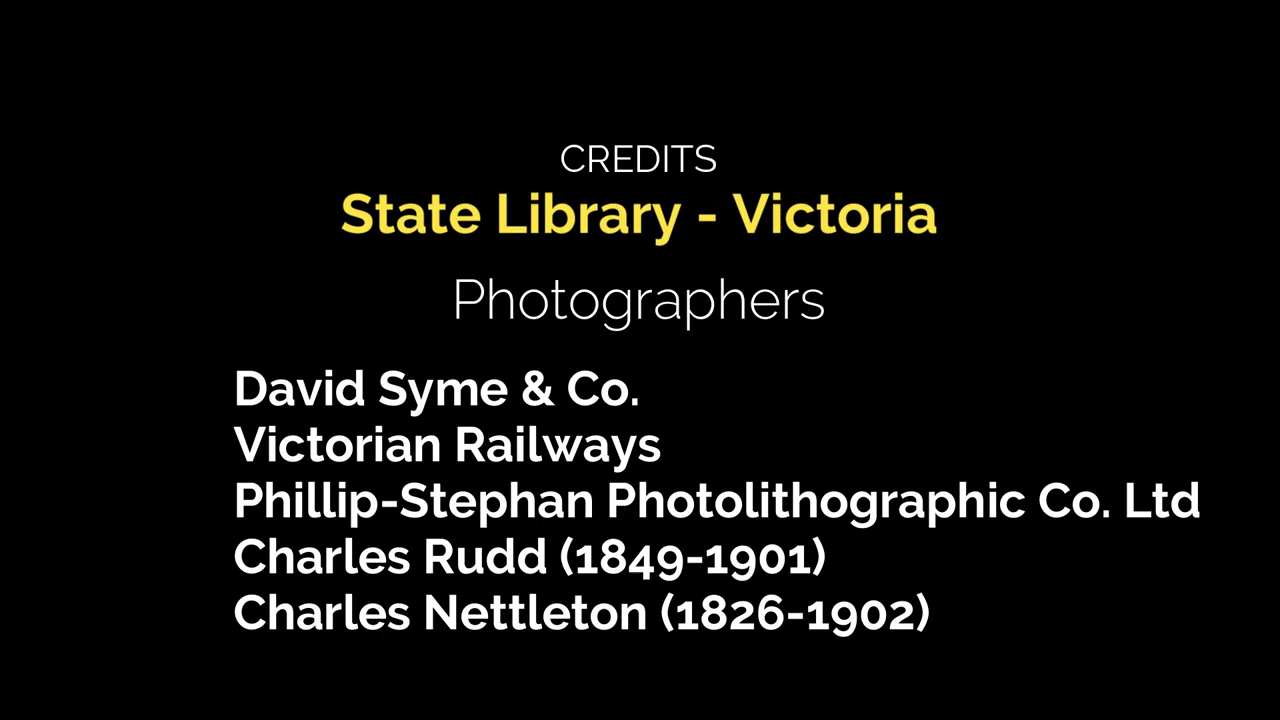 CREDITS
State Library - Victoria
Photographers
David Syme & Co.
Victorian Railways
Phillip-Stephan Photolithographic Co. Ltd
Charles Rudd (1849-1901)
Charles Nettleton (1826-1902)